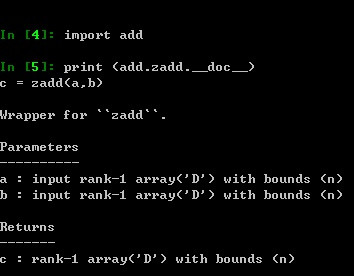 In [4]: import add
In [5]: print (add.zadd.__doc__)
c = zadd(a,b)
Wrapper for ``zadd``.
Parameters
----------
a : input rank-1 array('D') with bounds (n)
b : input rank-1 array('D') with bounds (n)
Returns
-------
c : rank-1 array('D') with bounds (n)